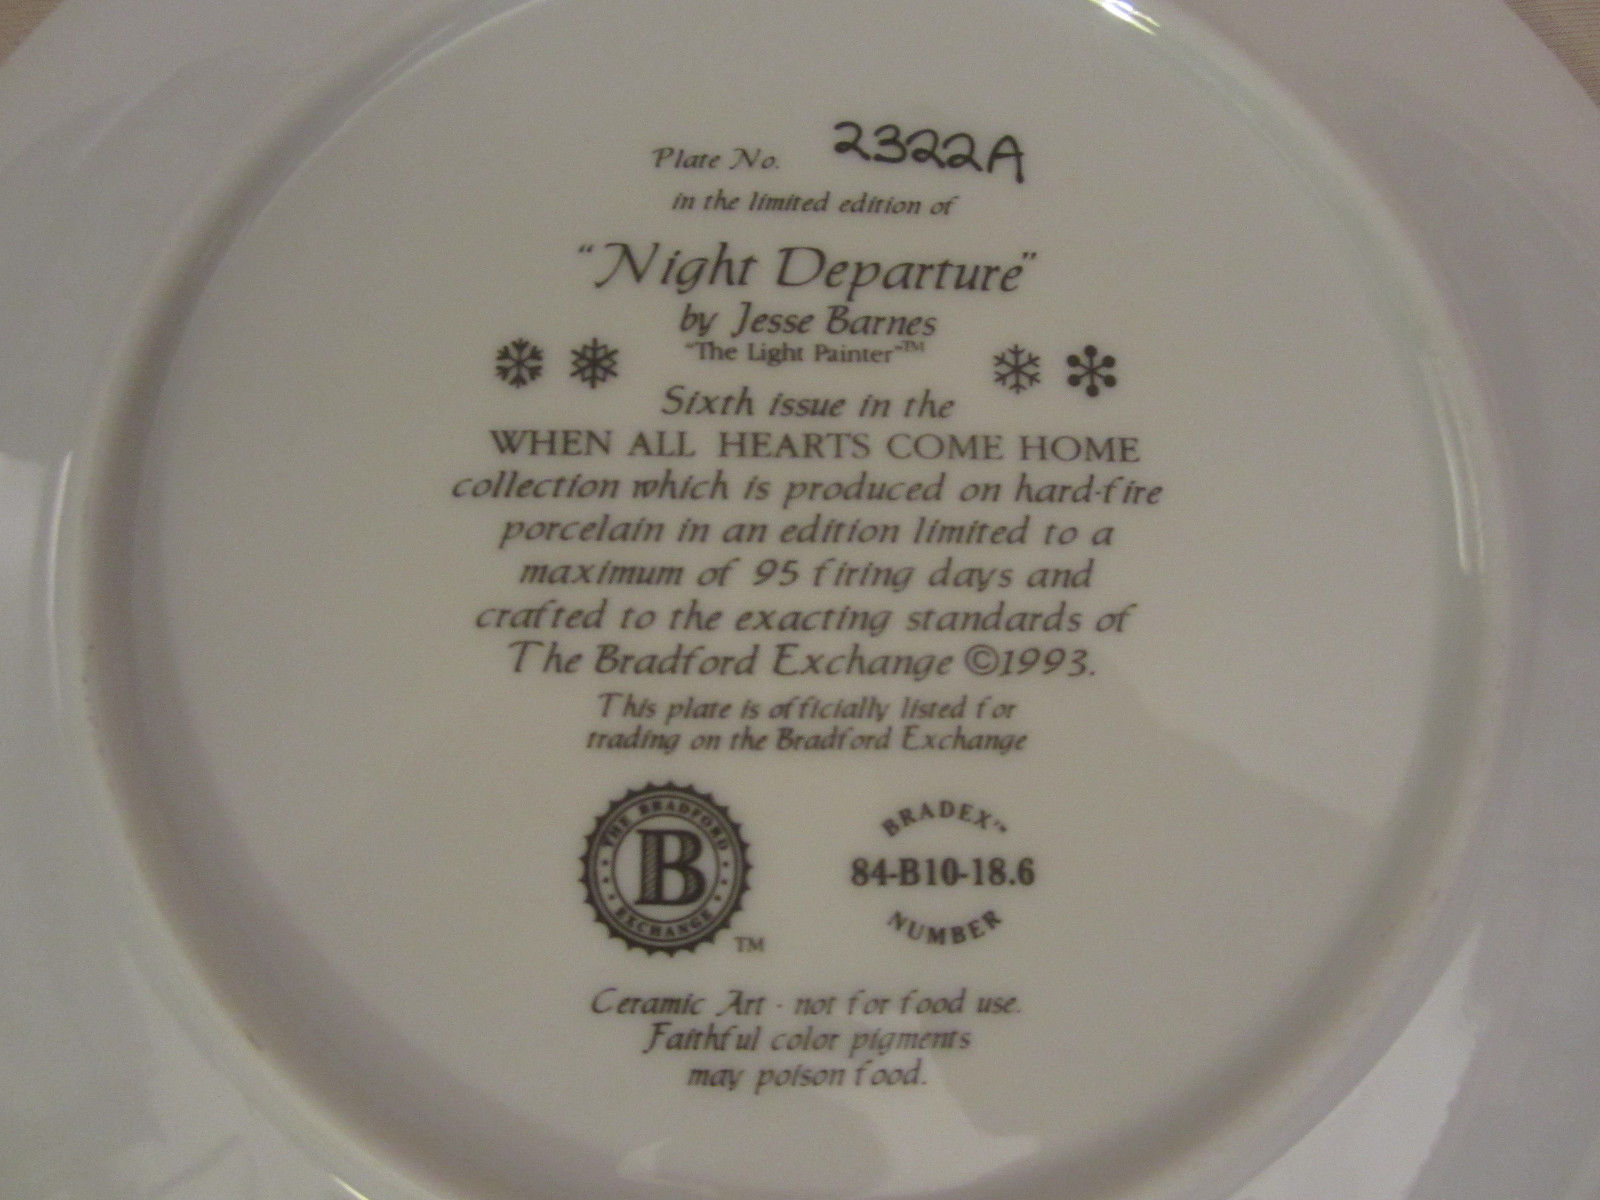 Plate No. 2322A
in the limited edition of
"Night Departure"
by Jesse Barnes
"The Light Painter"™
Sixth issue in the
WHEN ALL HEARTS COME HOME
collection which is produced on hard-fire
porcelain in an edition limited to a
maximum of 95 firing days and
crafted to the exacting standards of
The Bradford Exchange ©1993.
This plate is officially listed for
trading on the Bradford Exchange
THE BRADFORD
B
EXCHANGE
TM
BRADEX™
84-B10-18.6
NUMBER
Ceramic Art - not for food use.
Faithful color pigments
may poison food.